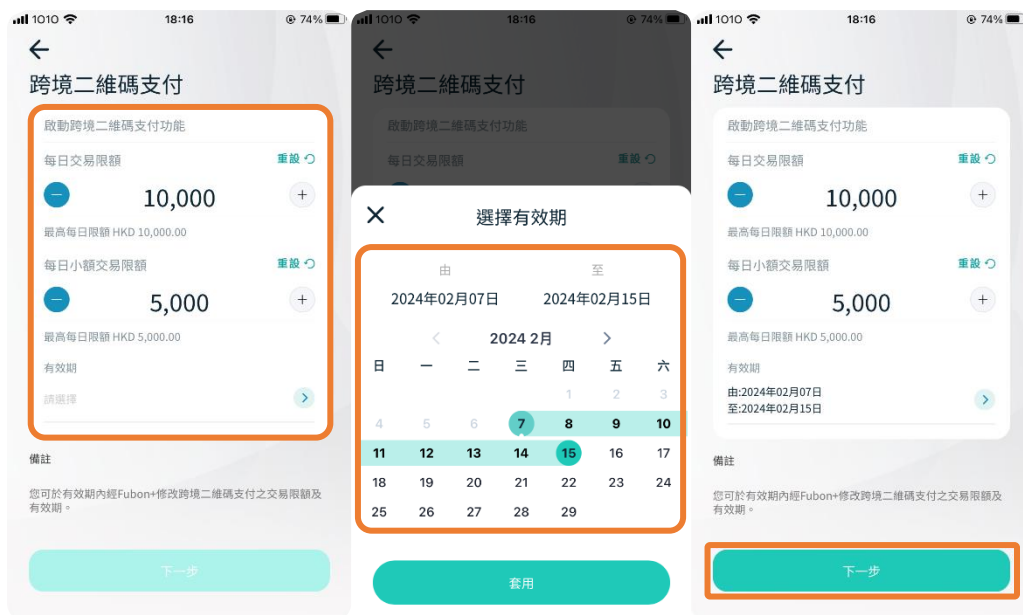 1010 18:16 74%
跨境二維碼支付
啟動跨境二維碼支付功能
每日交易限額 重設
10,000
最高每日限額 HKD 10,000.00
每日小額交易限額 重設
5,000
最高每日限額 HKD 5,000.00
有效期
請選擇
備註
您可於有效期內經Fubon+修改跨境二維碼支付之交易限額及
有效期。
下一步
1010 18:16 74%
跨境二維碼支付
啟動跨境二維碼支付功能
每日交易限額 重設
選擇有效期
由 至
2024年02月07日 2024年02月15日
2024 2月
日 一 二 三 四 五 六
1 2 3
4 5 6 7 8 9 10
11 12 13 14 15 16 17
18 19 20 21 22 23 24
25 26 27 28 29
套用
1010 18:16 74%
跨境二維碼支付
啟動跨境二維碼支付功能
每日交易限額 重設
10,000
最高每日限額 HKD 10,000.00
每日小額交易限額 重設
5,000
最高每日限額 HKD 5,000.00
有效期
由:2024年02月07日
至:2024年02月15日
備註
您可於有效期內經Fubon+修改跨境二維碼支付之交易限額及
有效期。
下一步